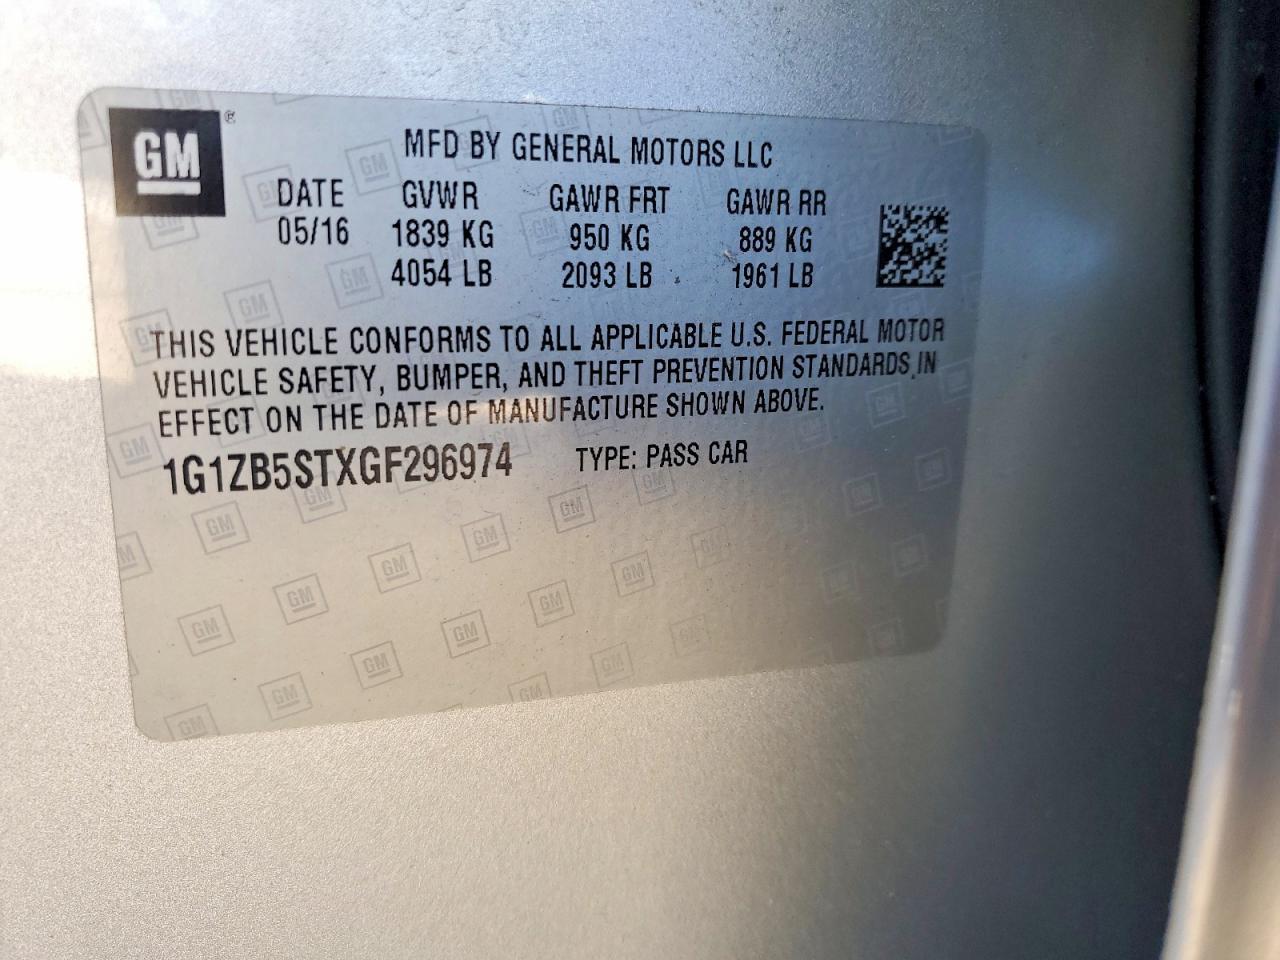 GM®
MFD BY GENERAL MOTORS LLC
DATE GVWR GAWR FRT GAWR RR
05/16 1839 KG 950 KG 889 KG
4054 LB 2093 LB 1961 LB
THIS VEHICLE CONFORMS TO ALL APPLICABLE U.S. FEDERAL MOTOR
VEHICLE SAFETY, BUMPER, AND THEFT PREVENTION STANDARDS IN
EFFECT ON THE DATE OF MANUFACTURE SHOWN ABOVE.
1G1ZB5STXGF296974 TYPE: PASS CAR